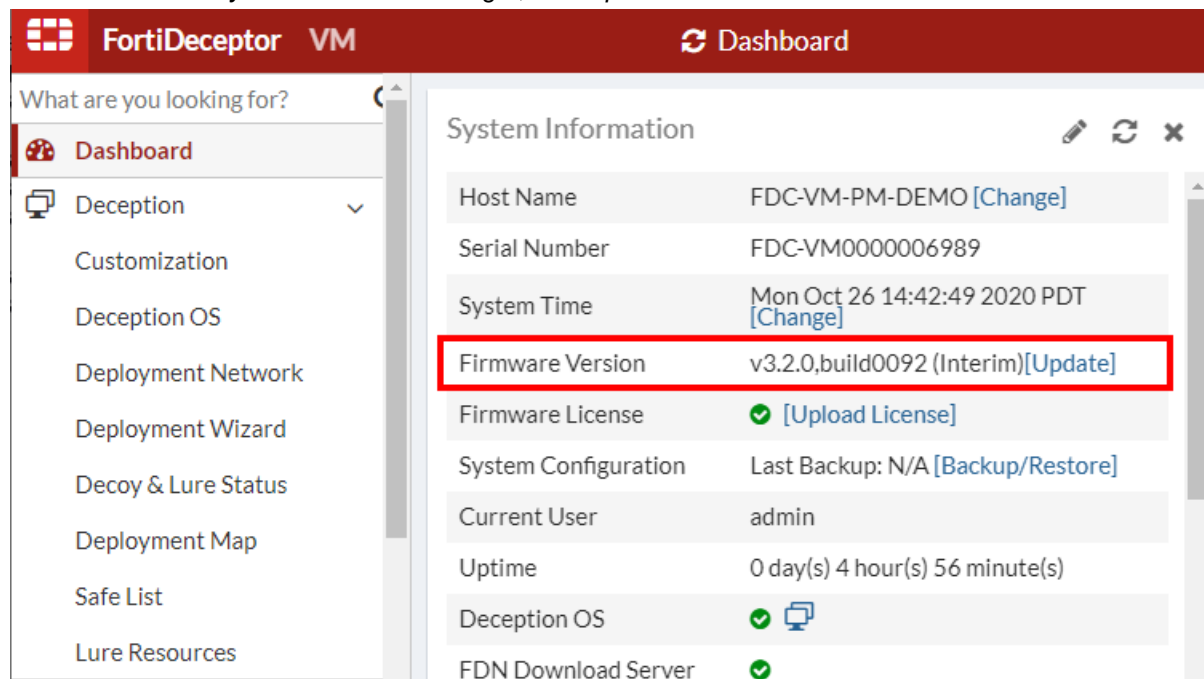 FortiDeceptor VM
Dashboard
What are you looking for?
Dashboard
Deception
Customization
Deception OS
Deployment Network
Deployment Wizard
Decoy & Lure Status
Deployment Map
Safe List
Lure Resources
System Information
Host Name FDC-VM-PM-DEMO [Change]
Serial Number FDC-VM0000006989
System Time Mon Oct 26 14:42:49 2020 PDT
[Change]
Firmware Version v3.2.0,build0092 (Interim)[Update]
Firmware License [Upload License]
System Configuration Last Backup: N/A [Backup/Restore]
Current User admin
Uptime 0 day(s) 4 hour(s) 56 minute(s)
Deception OS
FDN Download Server